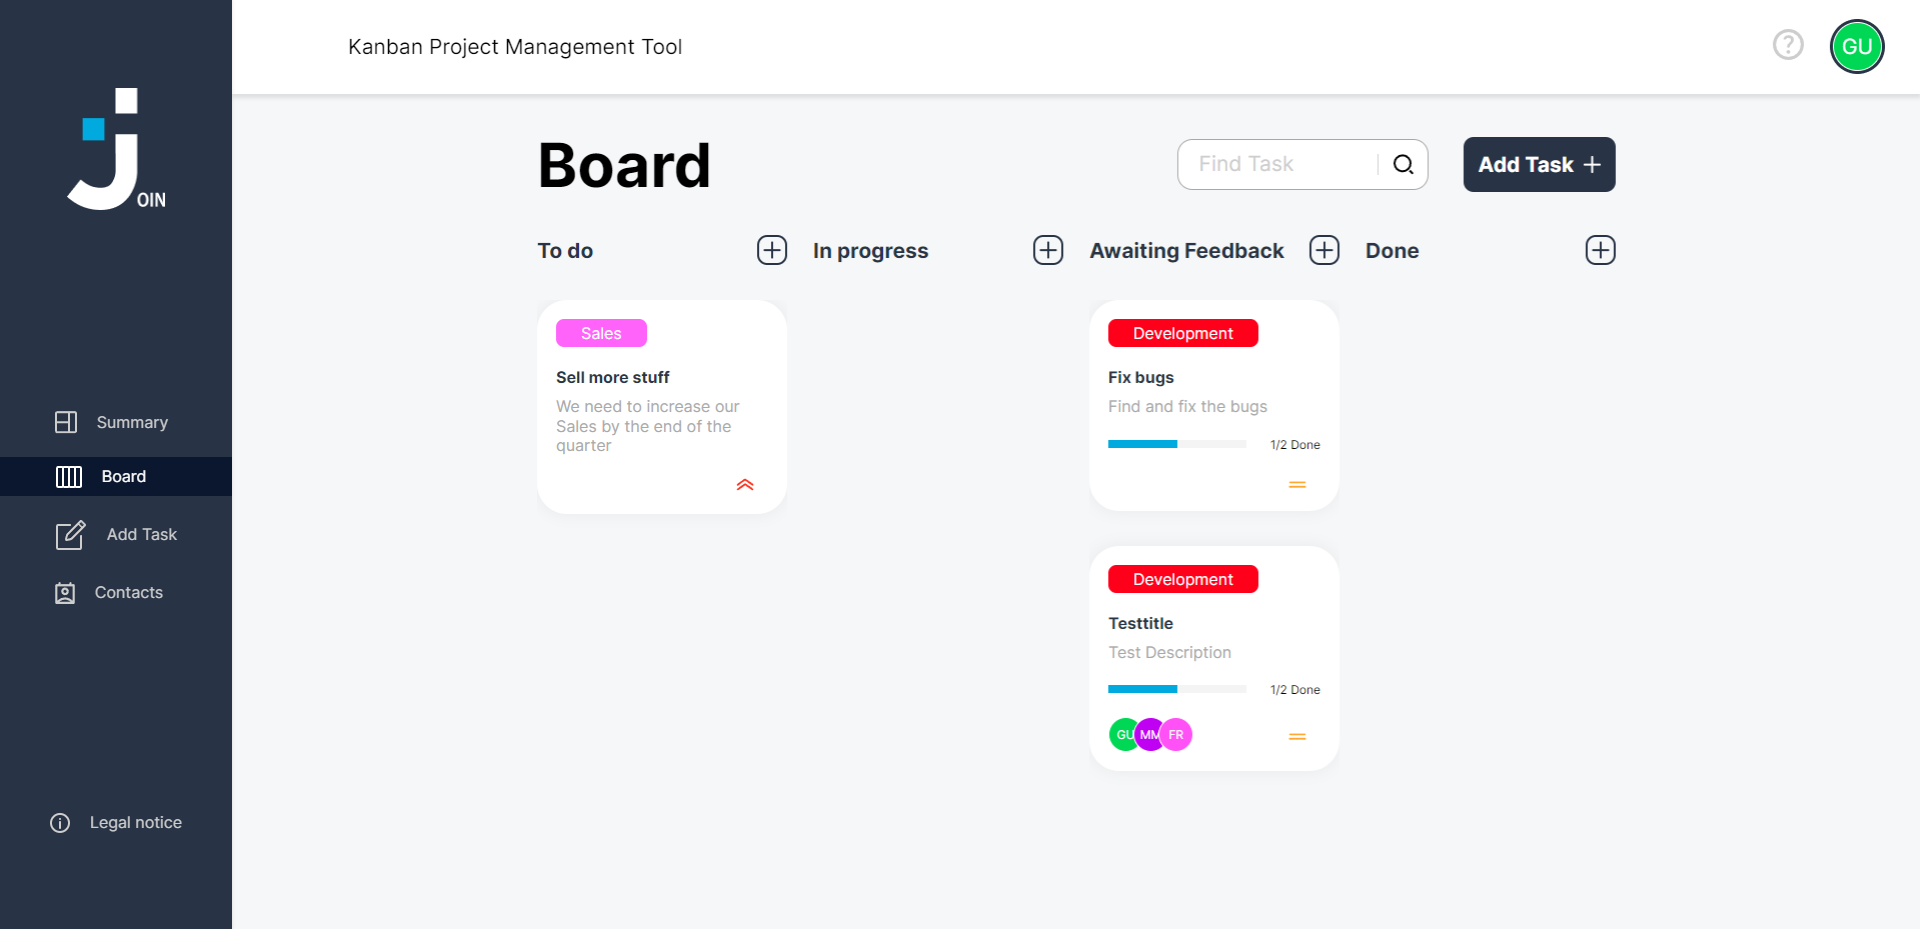 Kanban Project Management Tool
GU
OIN
Board
Find Task
Add Task
To do
In progress
Awaiting Feedback
Done
Sales
Sell more stuff
We need to increase our
Sales by the end of the
quarter
Development
Fix bugs
Find and fix the bugs
1/2 Done
Development
Testtitle
Test Description
1/2 Done
GU MM FR
Summary
Board
Add Task
Contacts
Legal notice